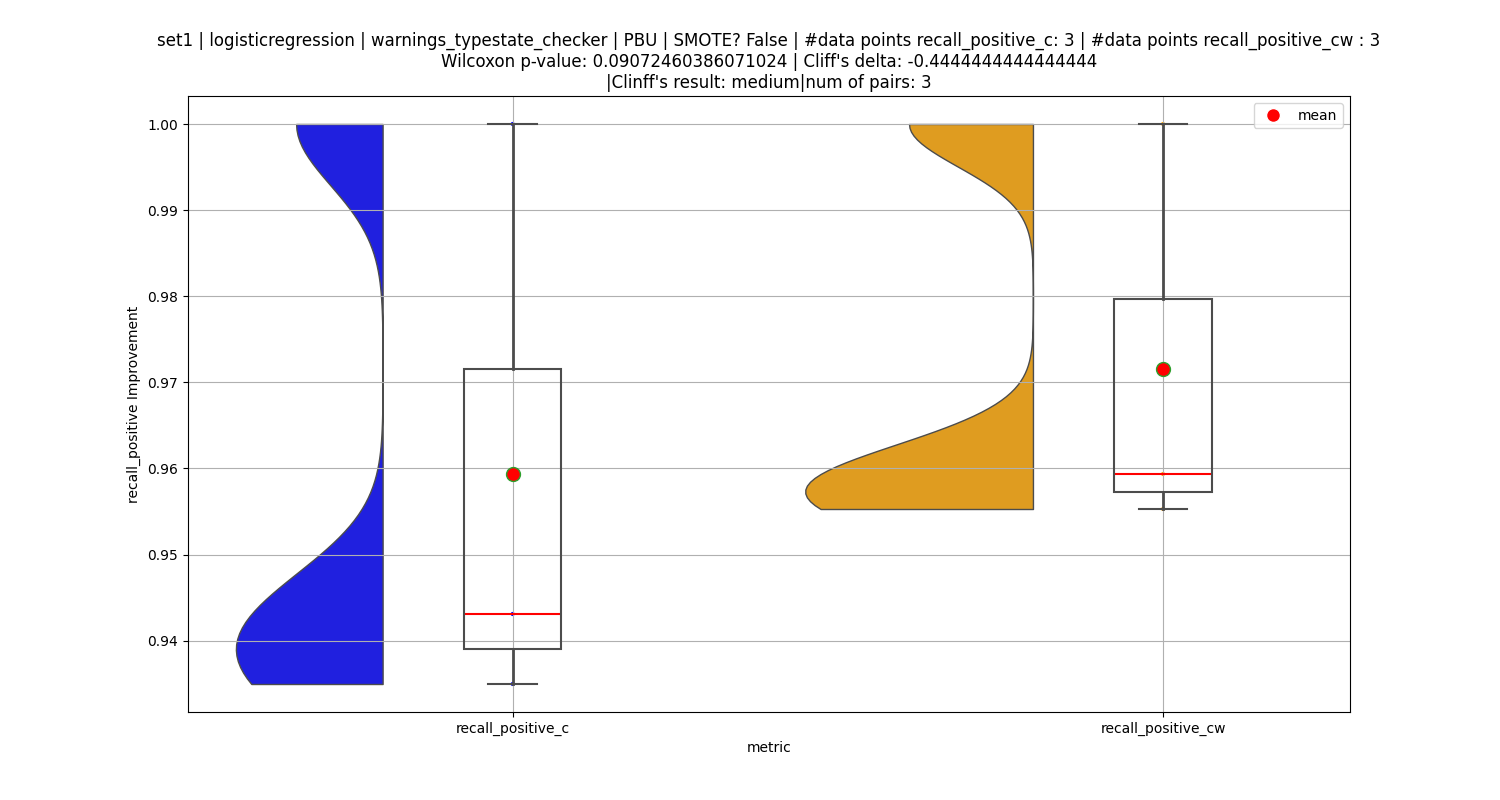 set1 | logisticregression | warnings_typestate_checker | PBU | SMOTE? False | #data points recall_positive_c: 3 | #data points recall_positive_cw : 3
Wilcoxon p-value: 0.09072460386071024 | Cliff's delta: -0.4444444444444444
|Clinff's result: medium|num of pairs: 3
mean
1.00
0.99
0.98
0.97
0.96
0.95
0.94
recall_positive Improvement
recall_positive_c
recall_positive_cw
metric